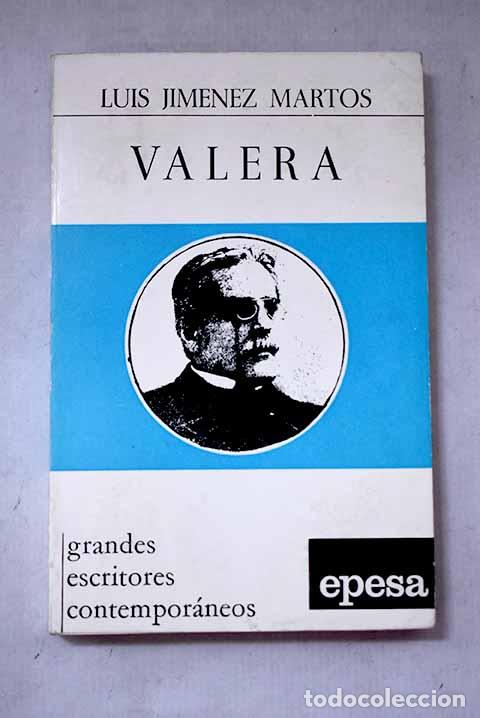 LUIS JIMENEZ MARTOS
VALERA
grandes
escritores
contemporáneos
epesa
todocoleccion